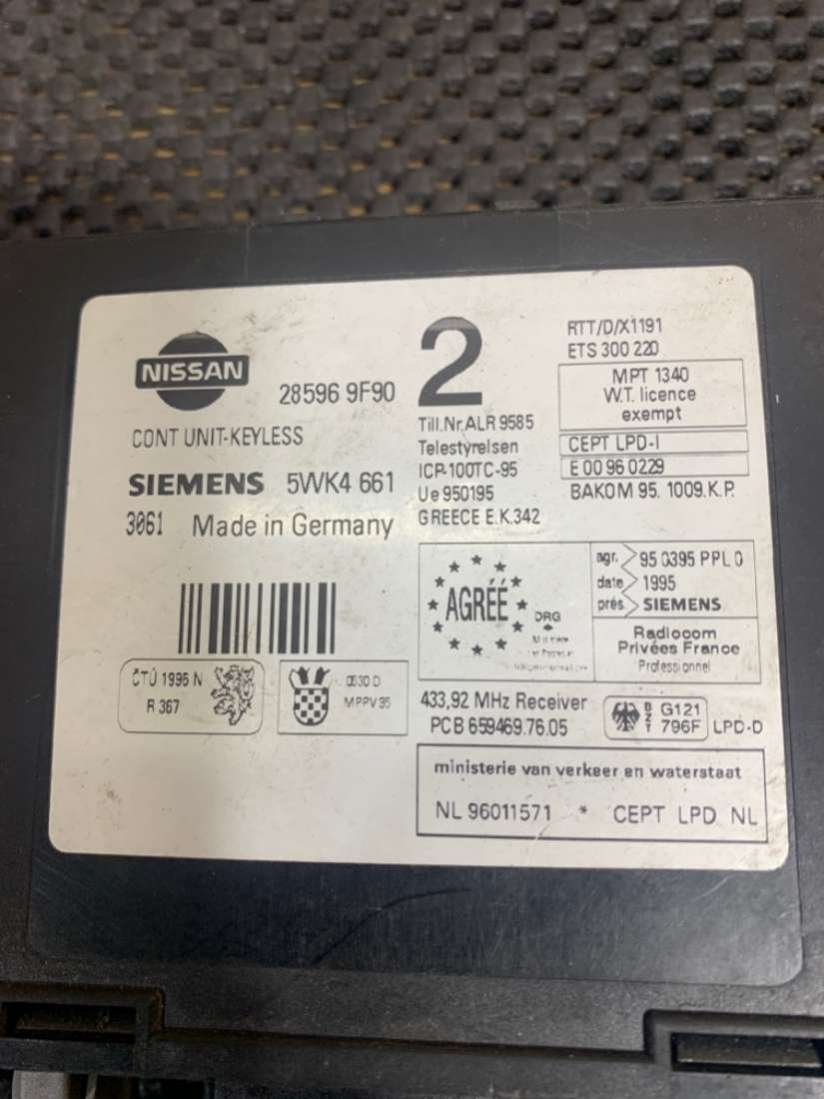 NISSAN
28596 9F90
CONT UNIT-KEYLESS
SIEMENS 5WK4 661
3061 Made in Germany
ČTÚ 1995 N
R 367
0630 D
MPPV 95
2
Till.Nr.ALR 9585
Telestyrelsen
ICP-100TC-95
Ue 950195
GREECE E.K.342
RTT/D/X1191
ETS 300 220
MPT 1340
W.T. licence
exempt
CEPT LPD-I
E 00 96 0229
BAKOM 95. 1009.K.P.
AGRÉÉ
DRG
agr. 95 0395 PPL 0
date 1995
prés SIEMENS
Radiocom
Privées France
Professionnel
433,92 MHz Receiver
PCB 659469.76.05
BZT G121
796F LPD-D
ministerie van verkeer en waterstaat
NL 96011571 * CEPT LPD NL